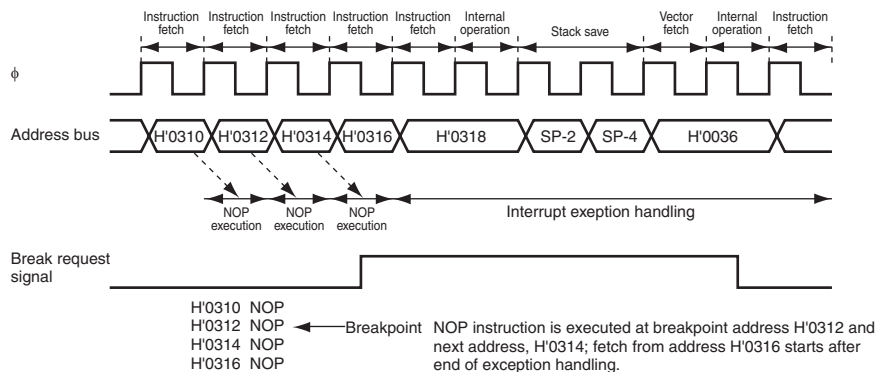 Instruction fetch
Instruction fetch
Instruction fetch
Instruction fetch
Instruction fetch
Internal operation
Stack save
Vector fetch
Internal operation
Instruction fetch
ϕ
Address bus
H'0310 H'0312 H'0314 H'0316 H'0318 SP-2 SP-4 H'0036
NOP execution
NOP execution
NOP execution
Interrupt exeption handling
Break request
signal
H'0310 NOP
H'0312 NOP
H'0314 NOP
H'0316 NOP
Breakpoint
NOP instruction is executed at breakpoint address H'0312 and
next address, H'0314; fetch from address H'0316 starts after
end of exception handling.